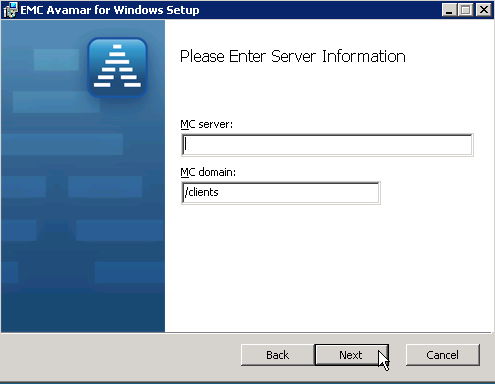 EMC Avamar for Windows Setup
Please Enter Server Information
MC server:
MC domain:
/clients
Back
Next
Cancel